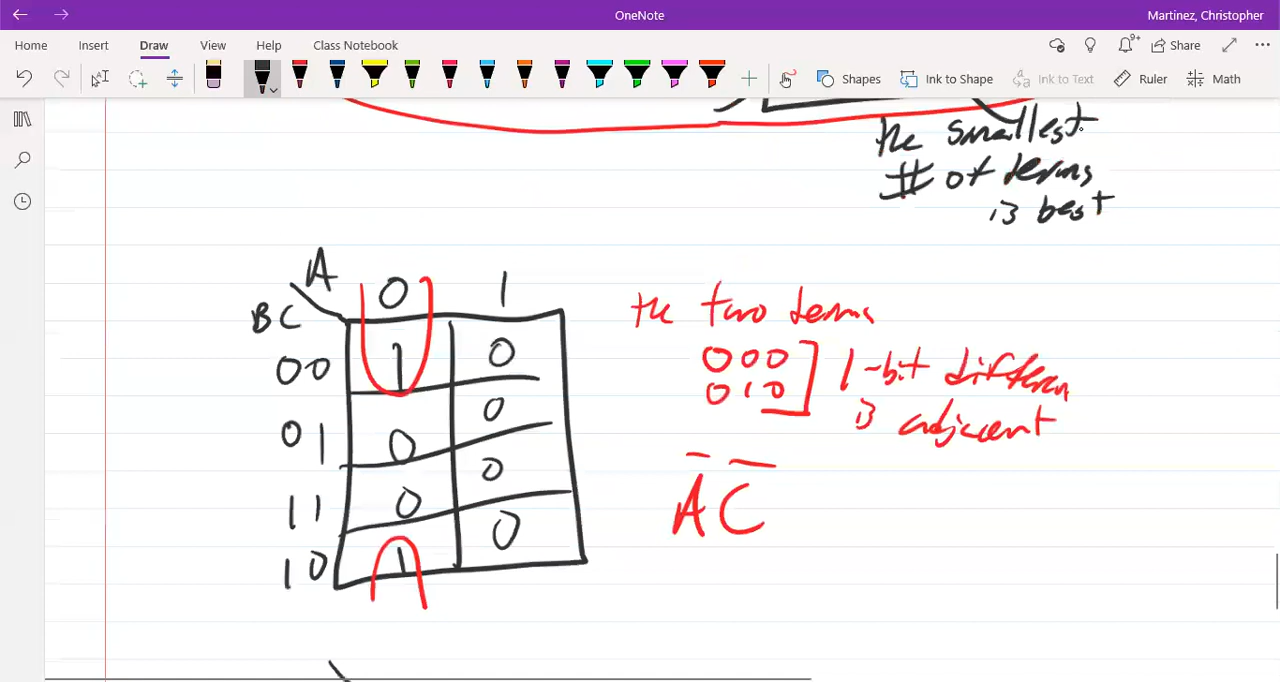 OneNote
Martínez, Christopher
Home Insert Draw View Help Class Notebook
Share
Shapes Ink to Shape Ink to Text Ruler Math
the smallest
# of terms
is best
A
BC
0 1
00 1 0
01 0 0
11 0 0
10 1 0
the two terms
000
010
1-bit differen
is adjacent
A̅ C̅